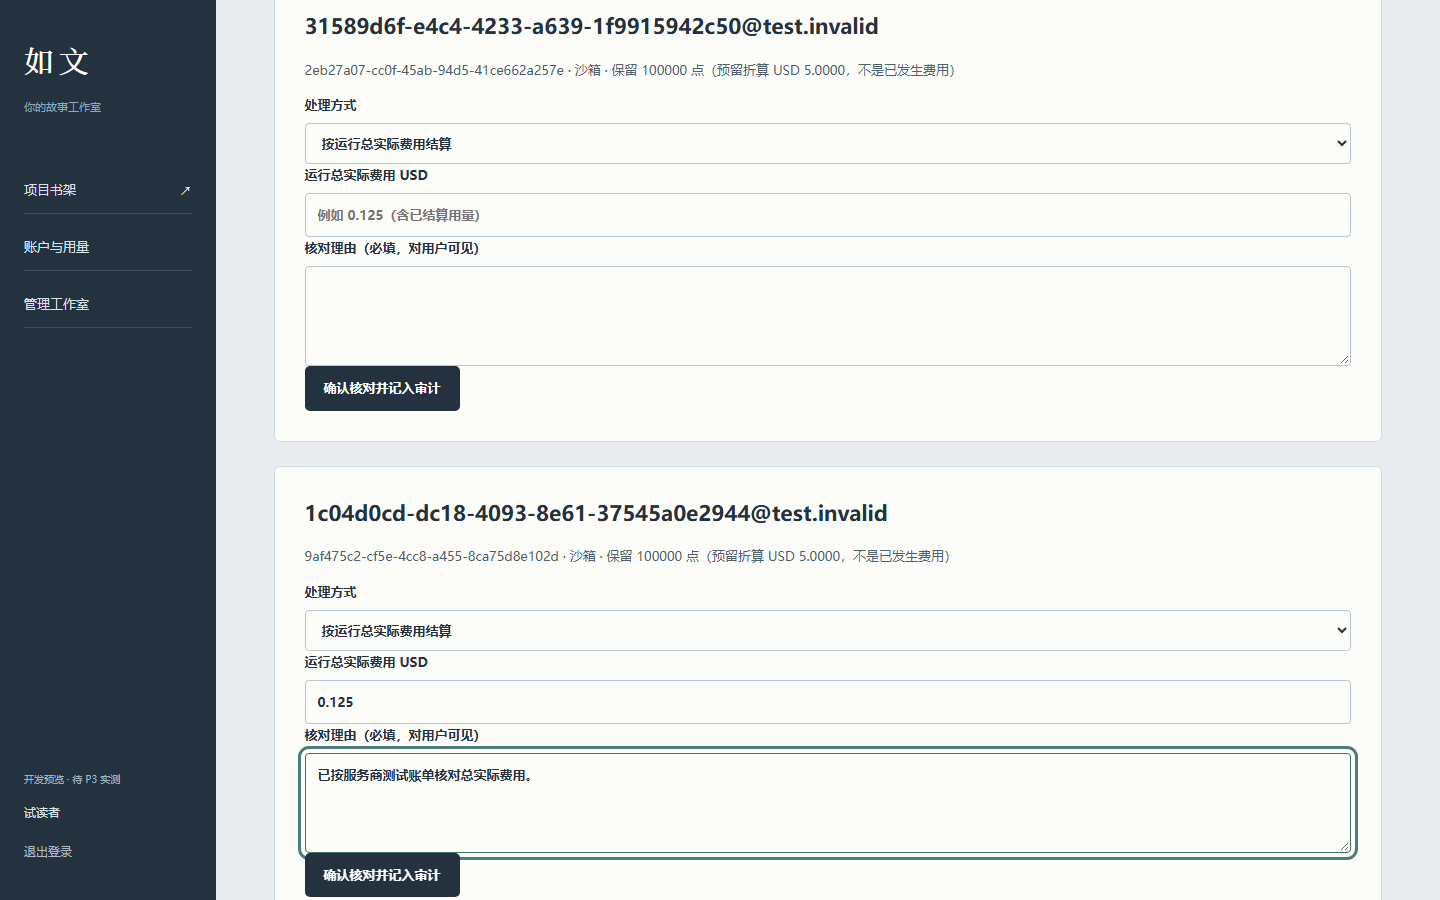 如文
你的故事工作室
项目书架 ↗
账户与用量
管理工作室
开发预览 · 待 P3 实测
试读者
退出登录
31589d6f-e4c4-4233-a639-1f9915942c50@test.invalid
2eb27a07-cc0f-45ab-94d5-41ce662a257e · 沙箱 · 保留 100000 点（预留折算 USD 5.0000，不是已发生费用）
处理方式
按运行总实际费用结算
运行总实际费用 USD
例如 0.125（含已结算用量）
核对理由（必填，对用户可见）
确认核对并记入审计
1c04d0cd-dc18-4093-8e61-37545a0e2944@test.invalid
9af475c2-cf5e-4cc8-a455-8ca75d8e102d · 沙箱 · 保留 100000 点（预留折算 USD 5.0000，不是已发生费用）
处理方式
按运行总实际费用结算
运行总实际费用 USD
0.125
核对理由（必填，对用户可见）
已按服务商测试账单核对总实际费用。
确认核对并记入审计